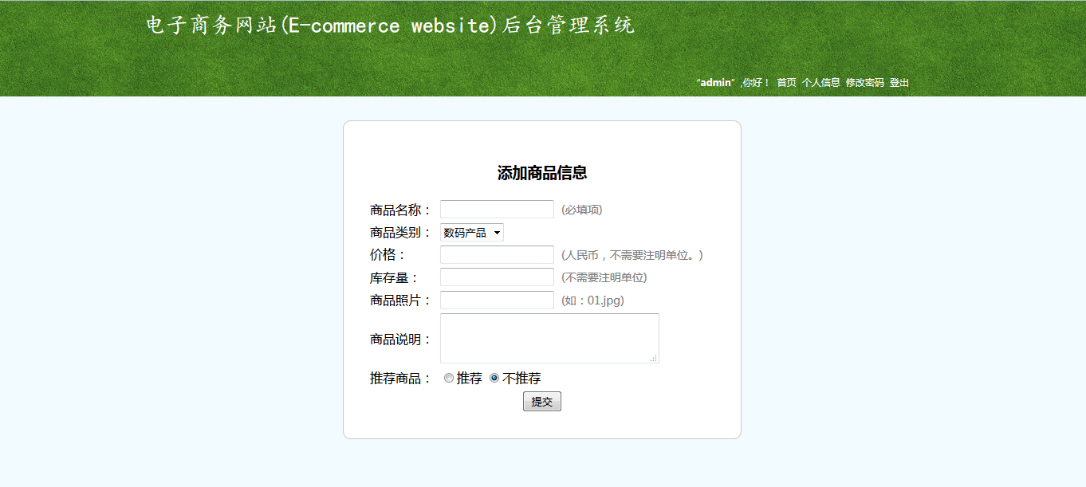 电子商务网站(E-commerce website)后台管理系统
"admin" ,你好！ 首页 个人信息 修改密码 登出
添加商品信息
商品名称： (必填项)
商品类别： 数码产品
价格： (人民币，不需要注明单位。)
库存量： (不需要注明单位)
商品照片： (如：01.jpg)
商品说明：
推荐商品： 推荐 不推荐
提交